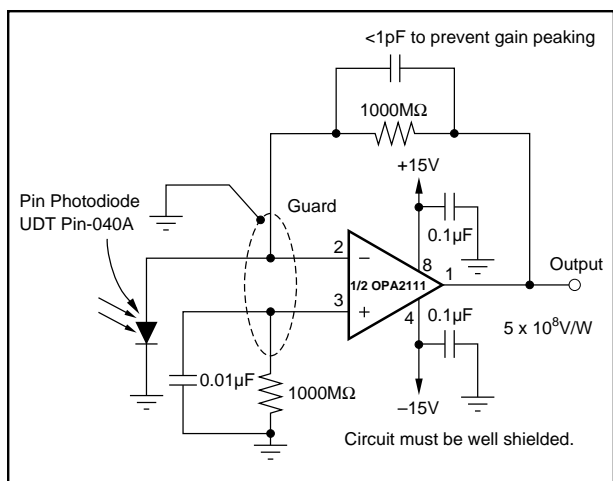 <1pF to prevent gain peaking
1000MΩ
+15V
Pin Photodiode
UDT Pin-040A
Guard
0.1µF
2
–
8
1
Output
1/2 OPA2111
3
+
4
0.1µF
5 x 10⁸V/W
0.01µF
1000MΩ
–15V
Circuit must be well shielded.